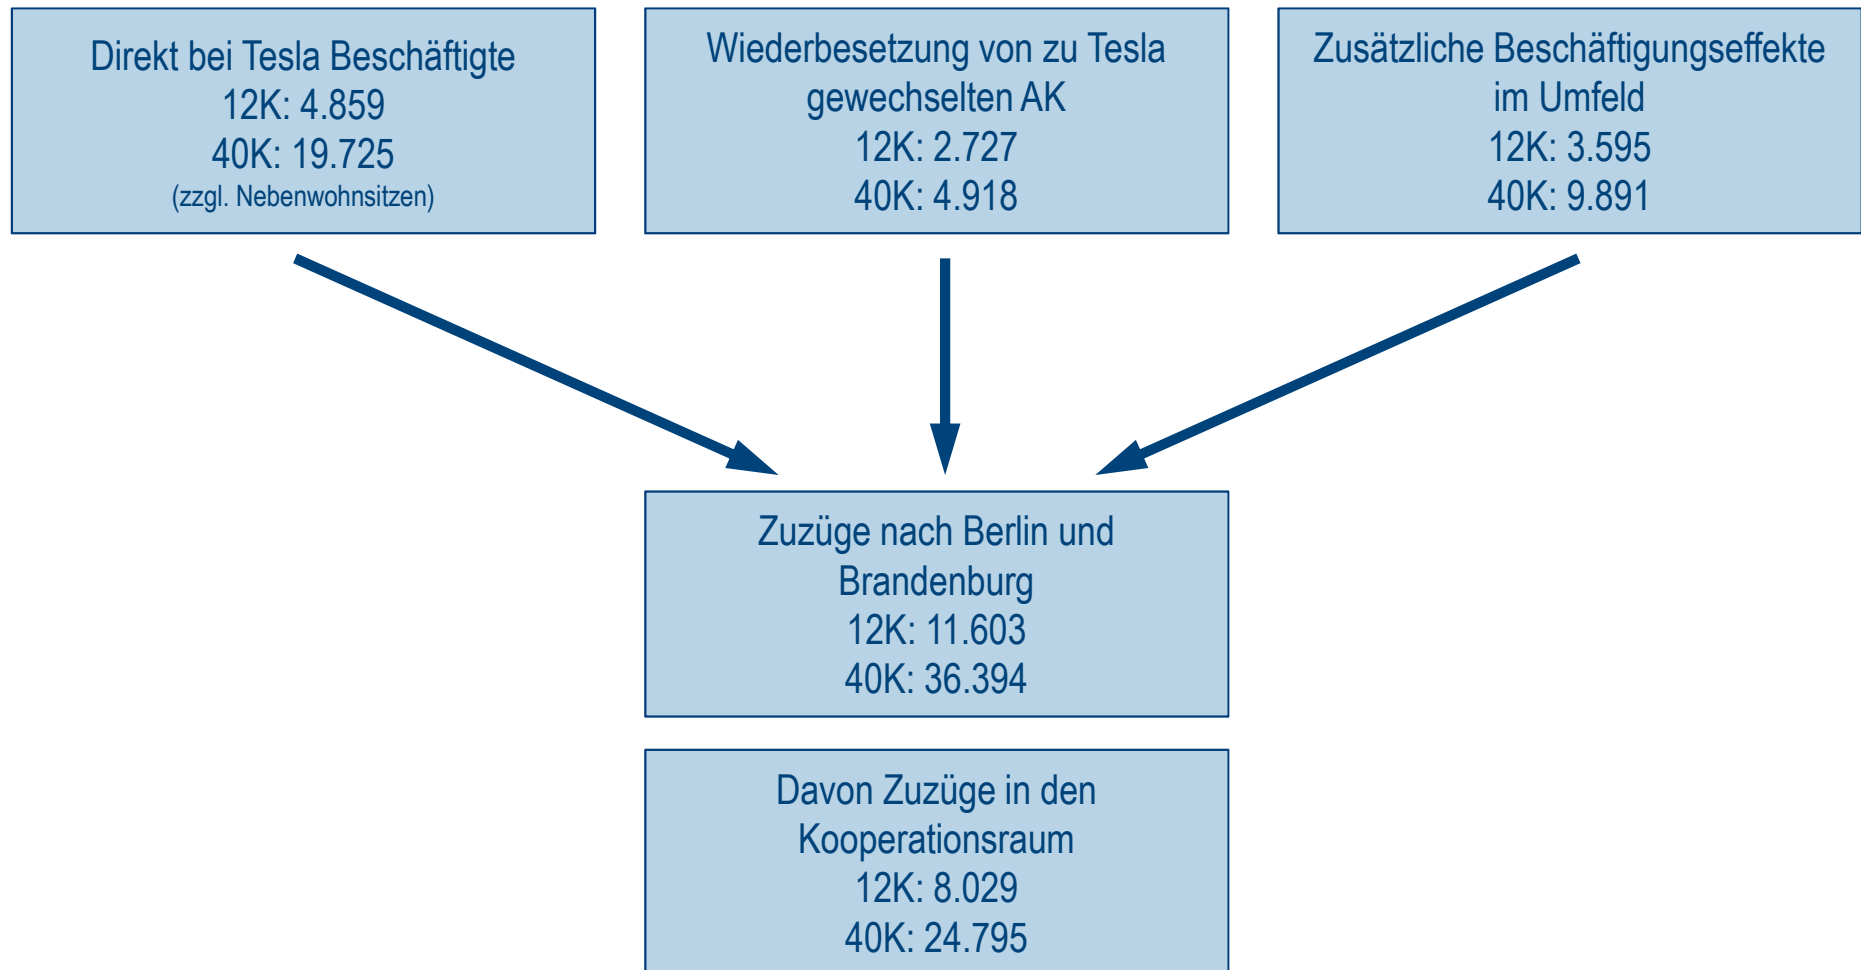 Direkt bei Tesla Beschäftigte
12K: 4.859
40K: 19.725
(zzgl. Nebenwohnsitzen)
Wiederbesetzung von zu Tesla
gewechselten AK
12K: 2.727
40K: 4.918
Zusätzliche Beschäftigungseffekte
im Umfeld
12K: 3.595
40K: 9.891
Zuzüge nach Berlin und
Brandenburg
12K: 11.603
40K: 36.394
Davon Zuzüge in den
Kooperationsraum
12K: 8.029
40K: 24.795